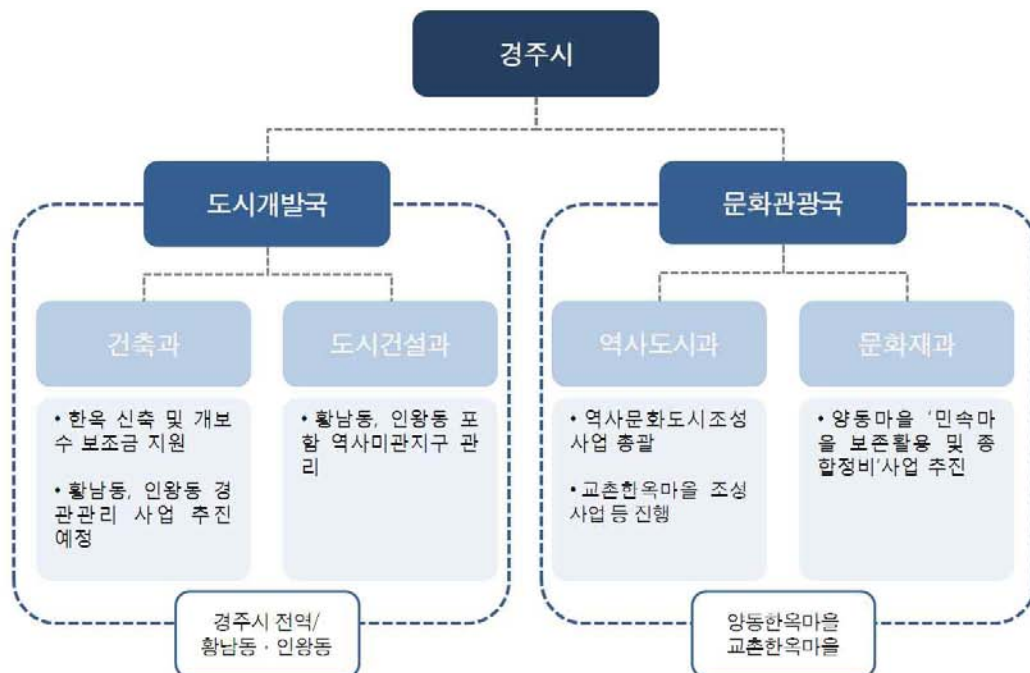 경주시
도시개발국
문화관광국
건축과
도시건설과
역사도시과
문화재과
• 한옥 신축 및 개보
수 보조금 지원
• 황남동, 인왕동 경
관관리 사업 추진
예정
• 황남동, 인왕동 포
함 역사미관지구 관
리
• 역사문화도시조성
사업 총괄
• 교촌한옥마을 조성
사업 등 진행
• 양동마을 ‘민속마
을 보존활용 및 종
합정비’사업 추진
경주시 전역/
황남동 · 인왕동
양동한옥마을
교촌한옥마을